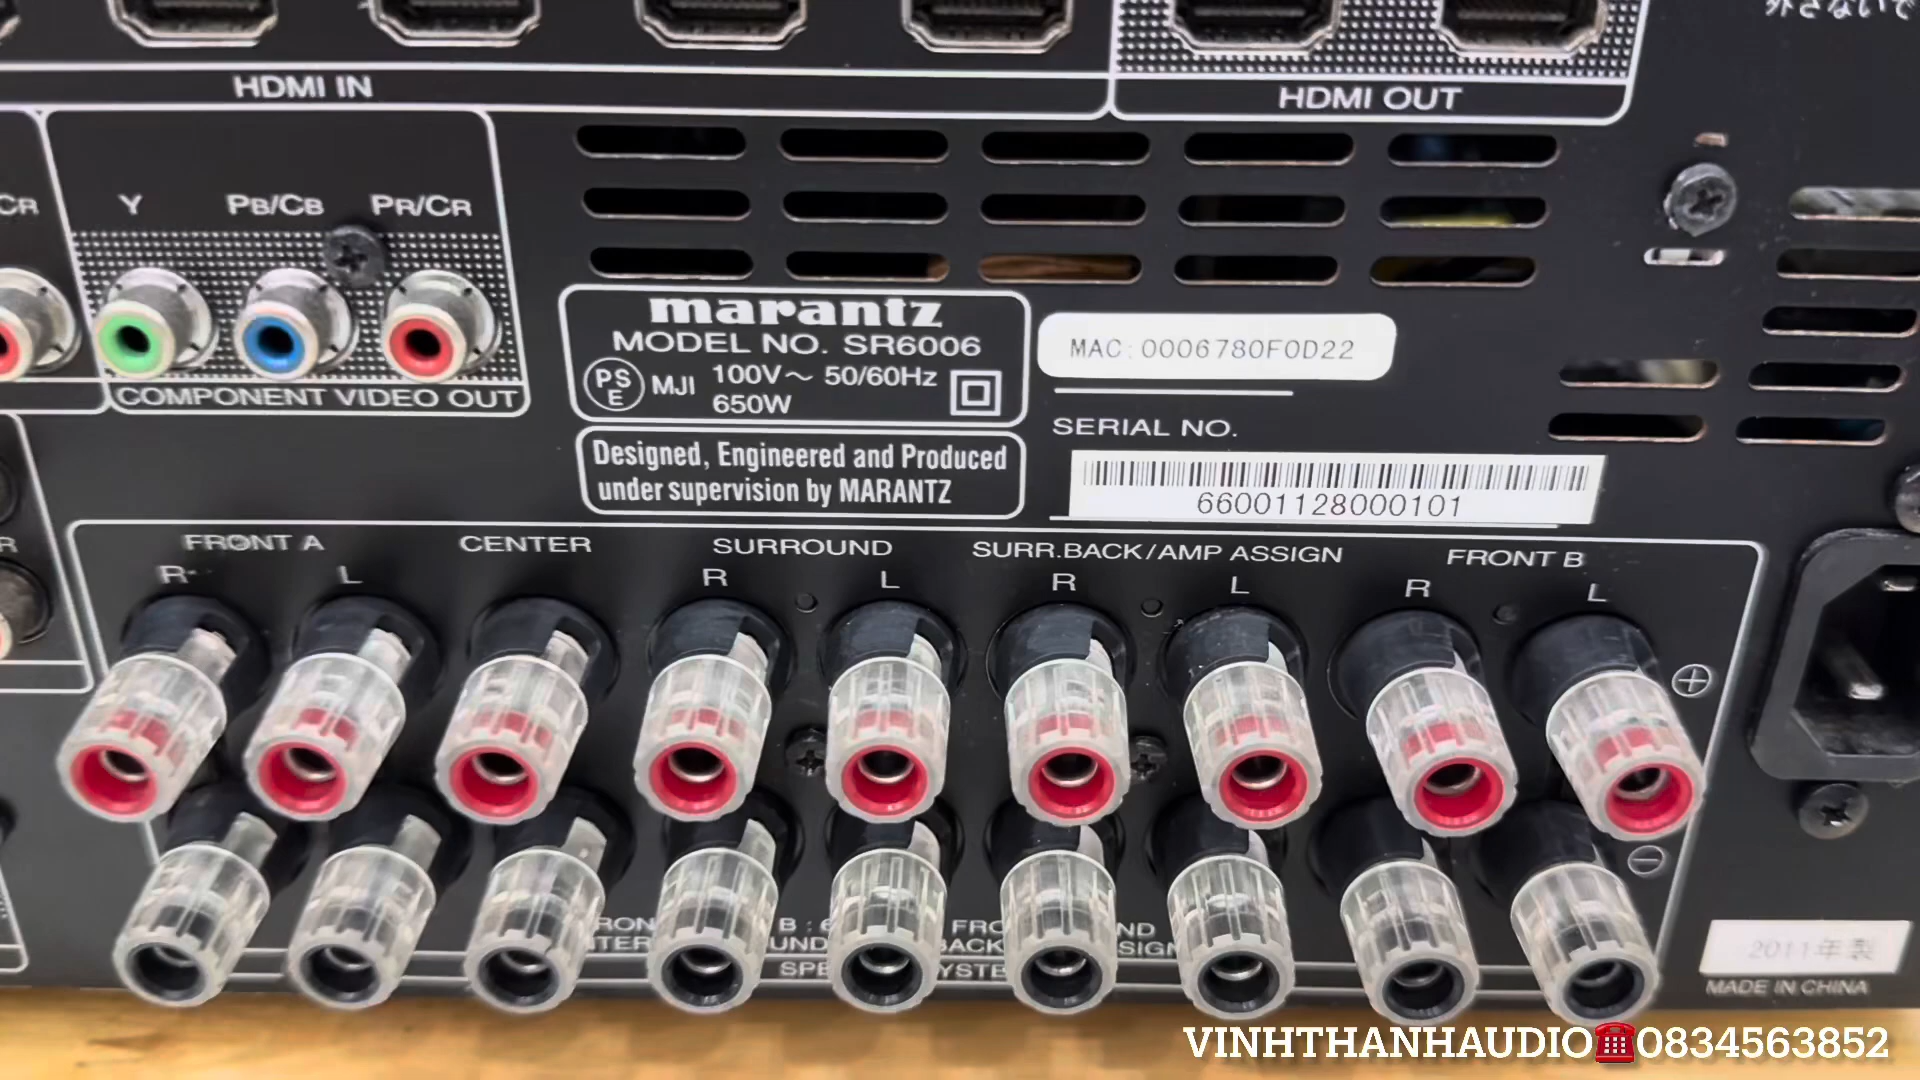 HDMI IN
HDMI OUT
CR
Y
PB/CB
PR/CR
COMPONENT VIDEO OUT
marantz
MODEL NO. SR6006
PS
E
MJI
100V～ 50/60Hz
650W
MAC:0006780F0D22
SERIAL NO.
66001128000101
Designed, Engineered and Produced
under supervision by MARANTZ
FRONT A
CENTER
SURROUND
SURR.BACK/AMP ASSIGN
FRONT B
R
L
R
L
R
L
R
L
+
−
2011年製
MADE IN CHINA
VINHTHANHAUDIO☎0834563852